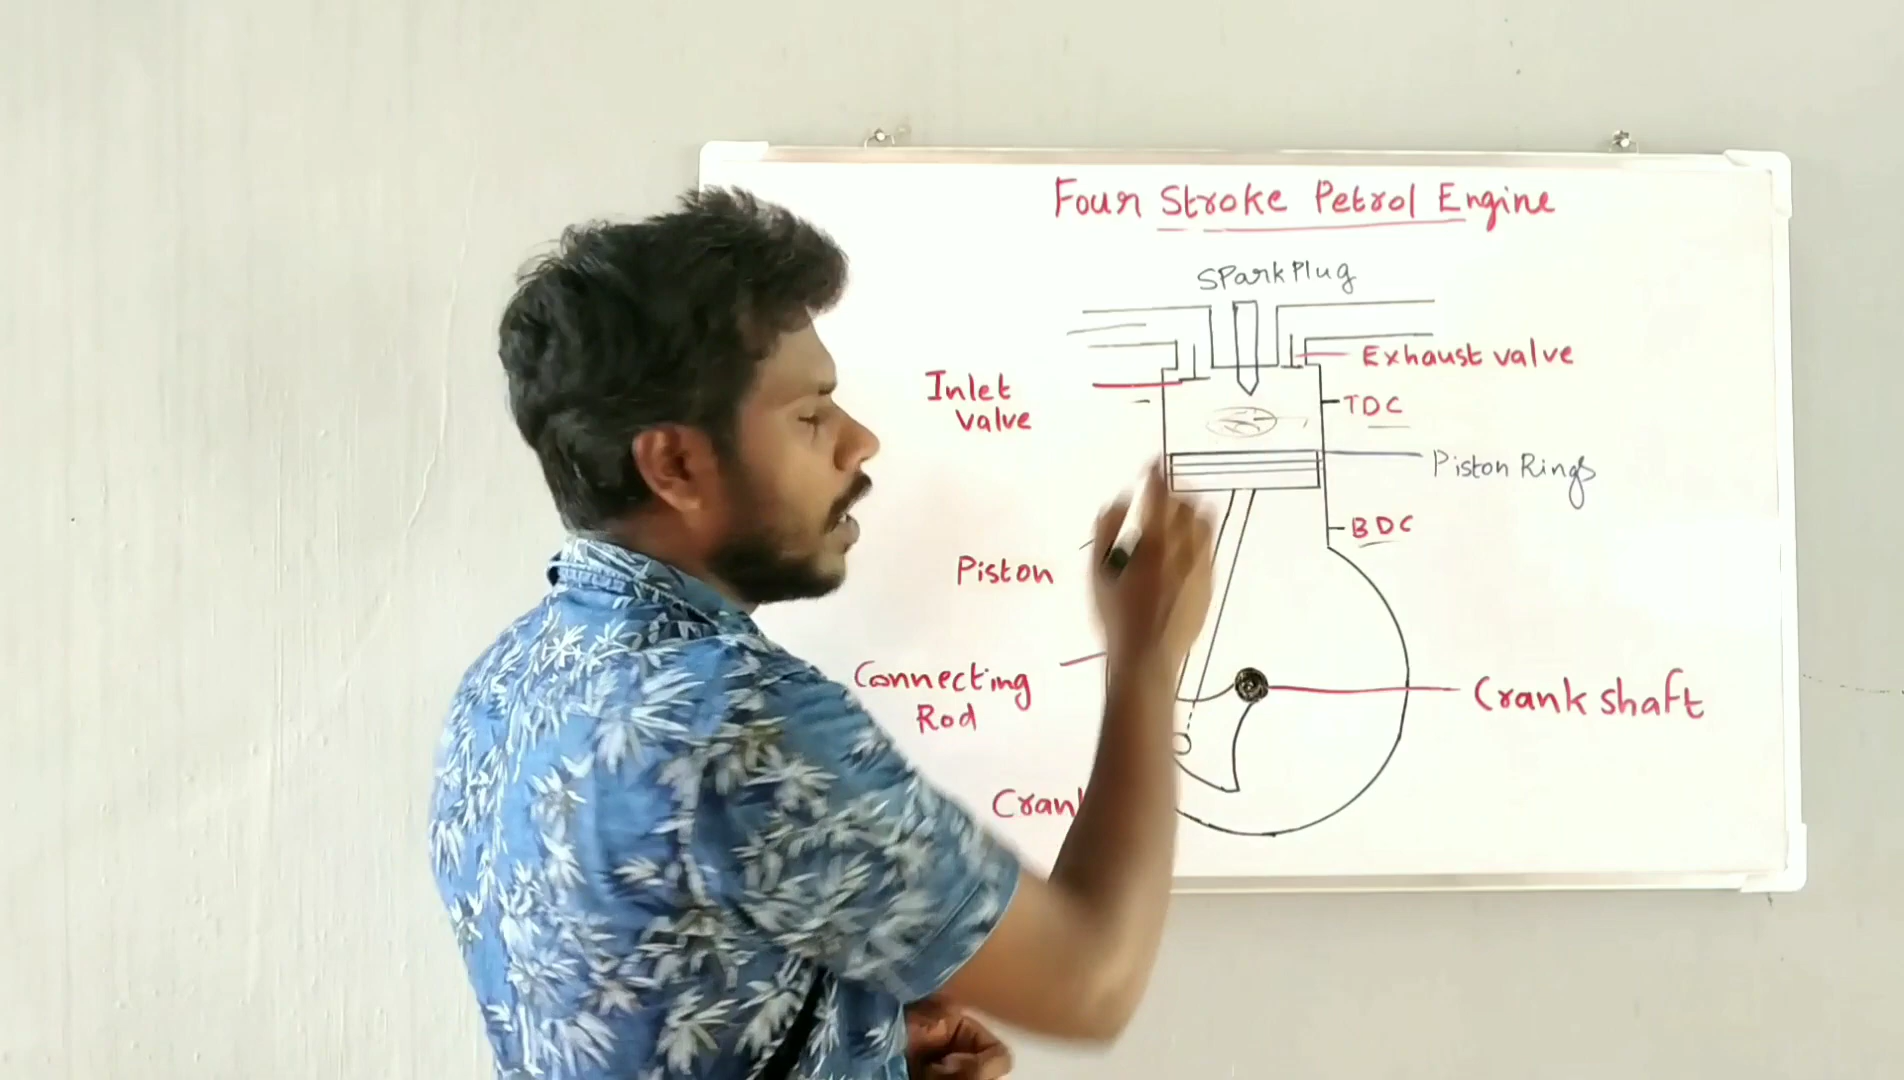 Four Stroke Petrol Engine
Spark Plug
Exhaust valve
Inlet
valve
TDC
Piston Rings
BDC
Piston
Connecting
Rod
Crank shaft
Crank